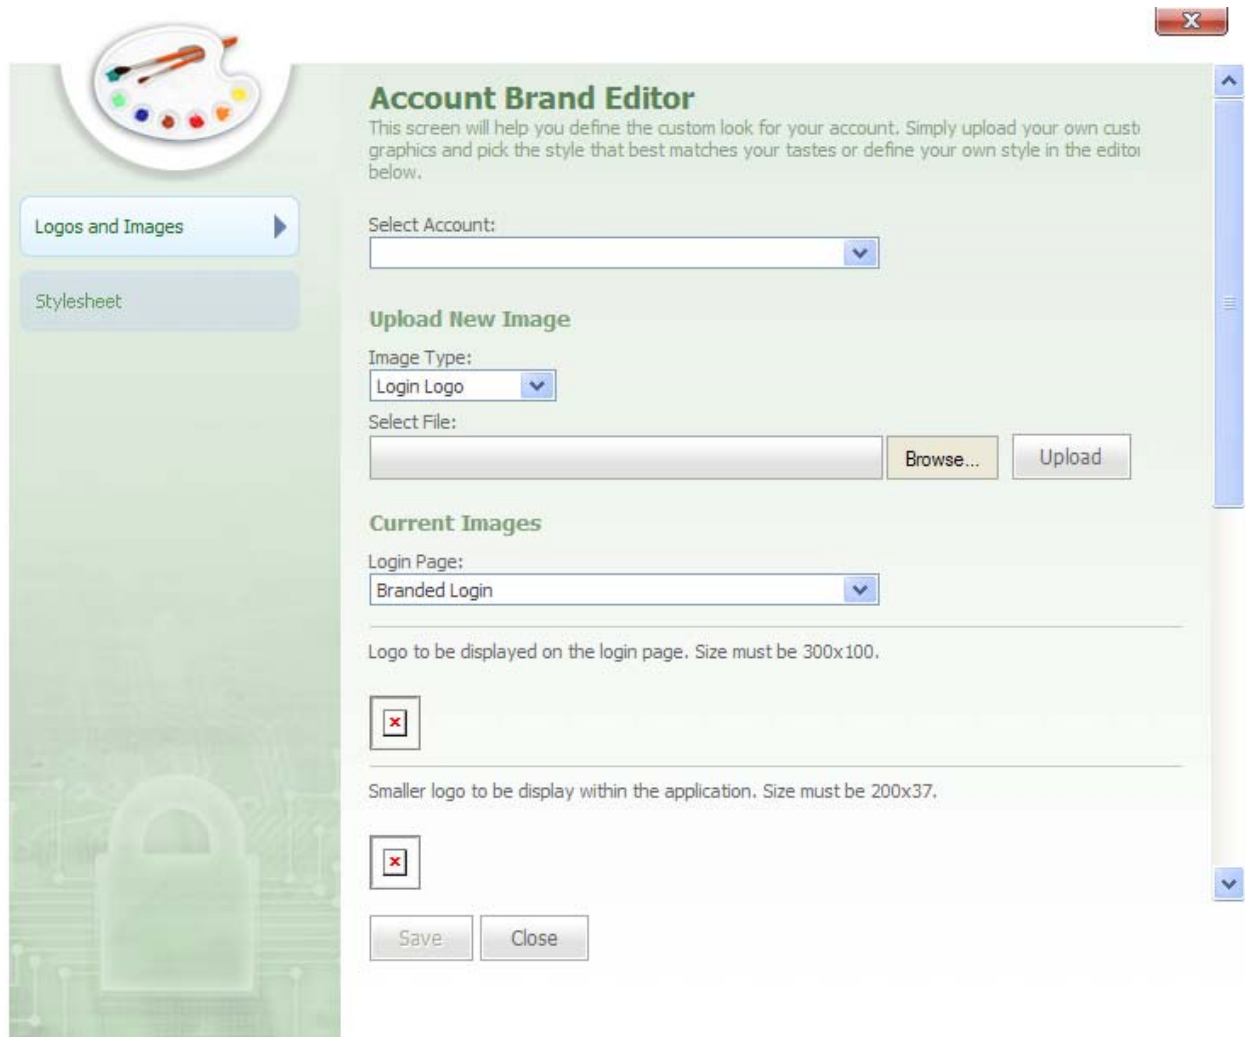 Account Brand Editor
This screen will help you define the custom look for your account. Simply upload your own cust
graphics and pick the style that best matches your tastes or define your own style in the editor
below.
Logos and Images
Stylesheet
Select Account:
Upload New Image
Image Type:
Login Logo
Select File:
Browse...
Upload
Current Images
Login Page:
Branded Login
Logo to be displayed on the login page. Size must be 300x100.
Smaller logo to be display within the application. Size must be 200x37.
Save
Close